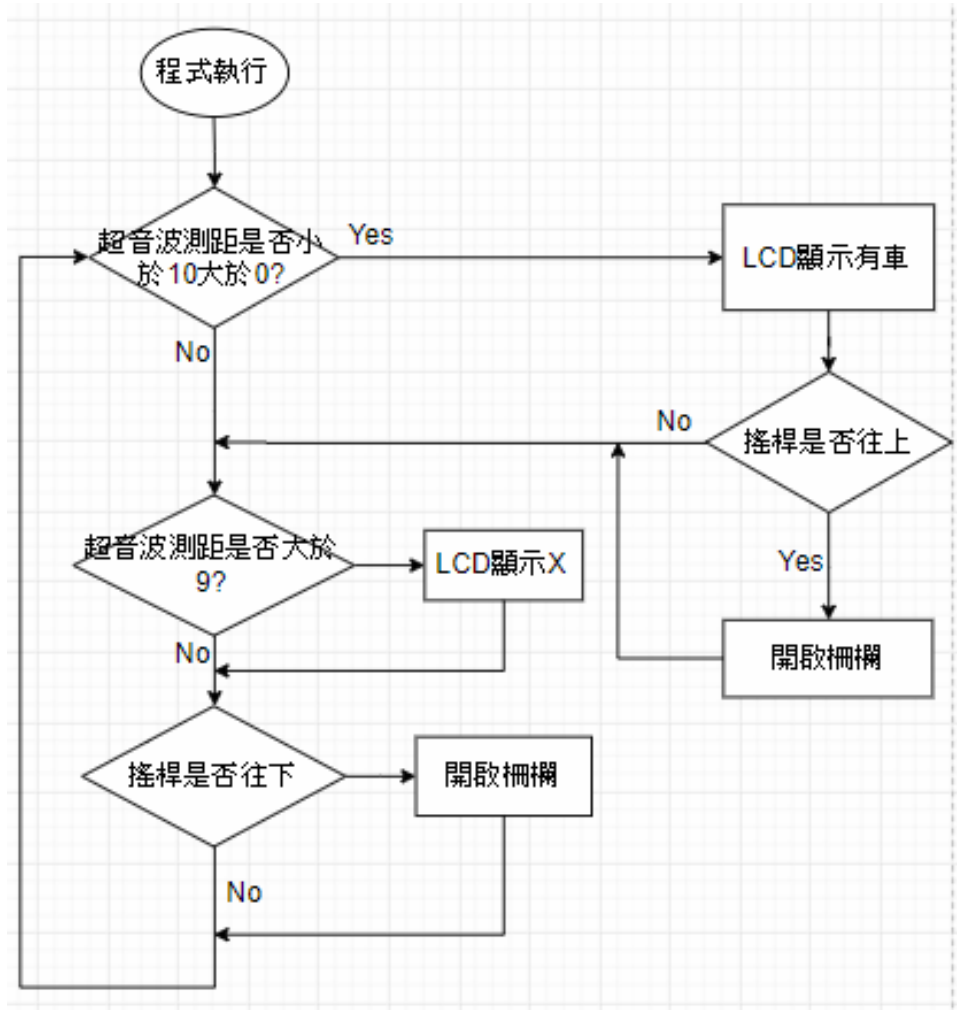 程式執行
超音波測距是否小
於10大於0?
Yes
LCD顯示有車
No
No
搖桿是否往上
超音波測距是否大於
9?
LCD顯示X
Yes
No
開啟柵欄
搖桿是否往下
開啟柵欄
No